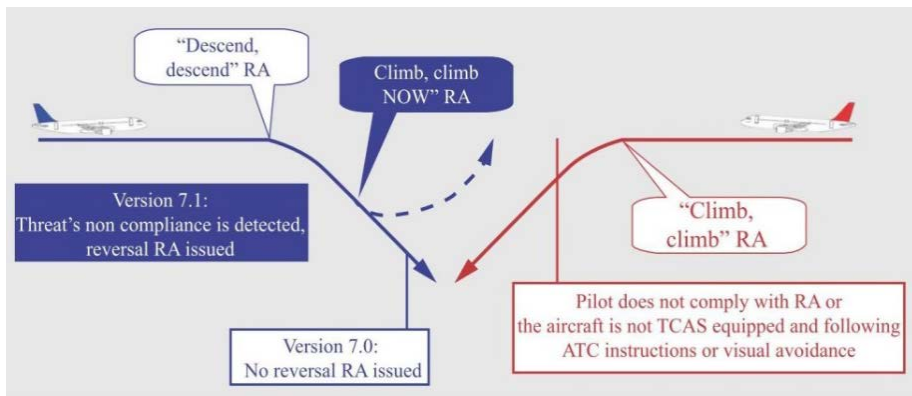 “Descend,
descend” RA
Climb, climb
NOW” RA
Version 7.1:
Threat's non compliance is detected,
reversal RA issued
“Climb,
climb” RA
Version 7.0:
No reversal RA issued
Pilot does not comply with RA or
the aircraft is not TCAS equipped and following
ATC instructions or visual avoidance